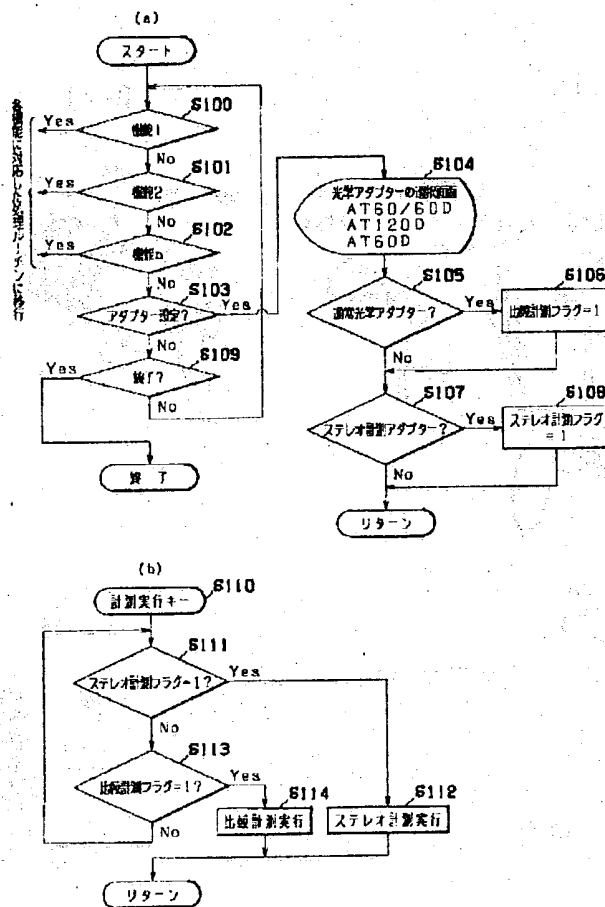 (a)
スタート
S100
機能1
Yes
No
S101
機能2
Yes
No
S102
機能n
Yes
No
各機能に対応した処理ルーチンに移行
S103
アダプター設定?
Yes
No
S109
終了?
Yes
No
終了
S104
光学アダプターの選択画面
AT60/60D
AT120D
AT60D
S105
通常光学アダプター?
Yes
No
S106
比較計測フラグ=1
S107
ステレオ計測アダプター?
Yes
No
S108
ステレオ計測フラグ
=1
リターン
(b)
S110
計測実行キー
S111
ステレオ計測フラグ=1?
Yes
No
S113
比較計測フラグ=1?
Yes
No
S114
比較計測実行
S112
ステレオ計測実行
リターン